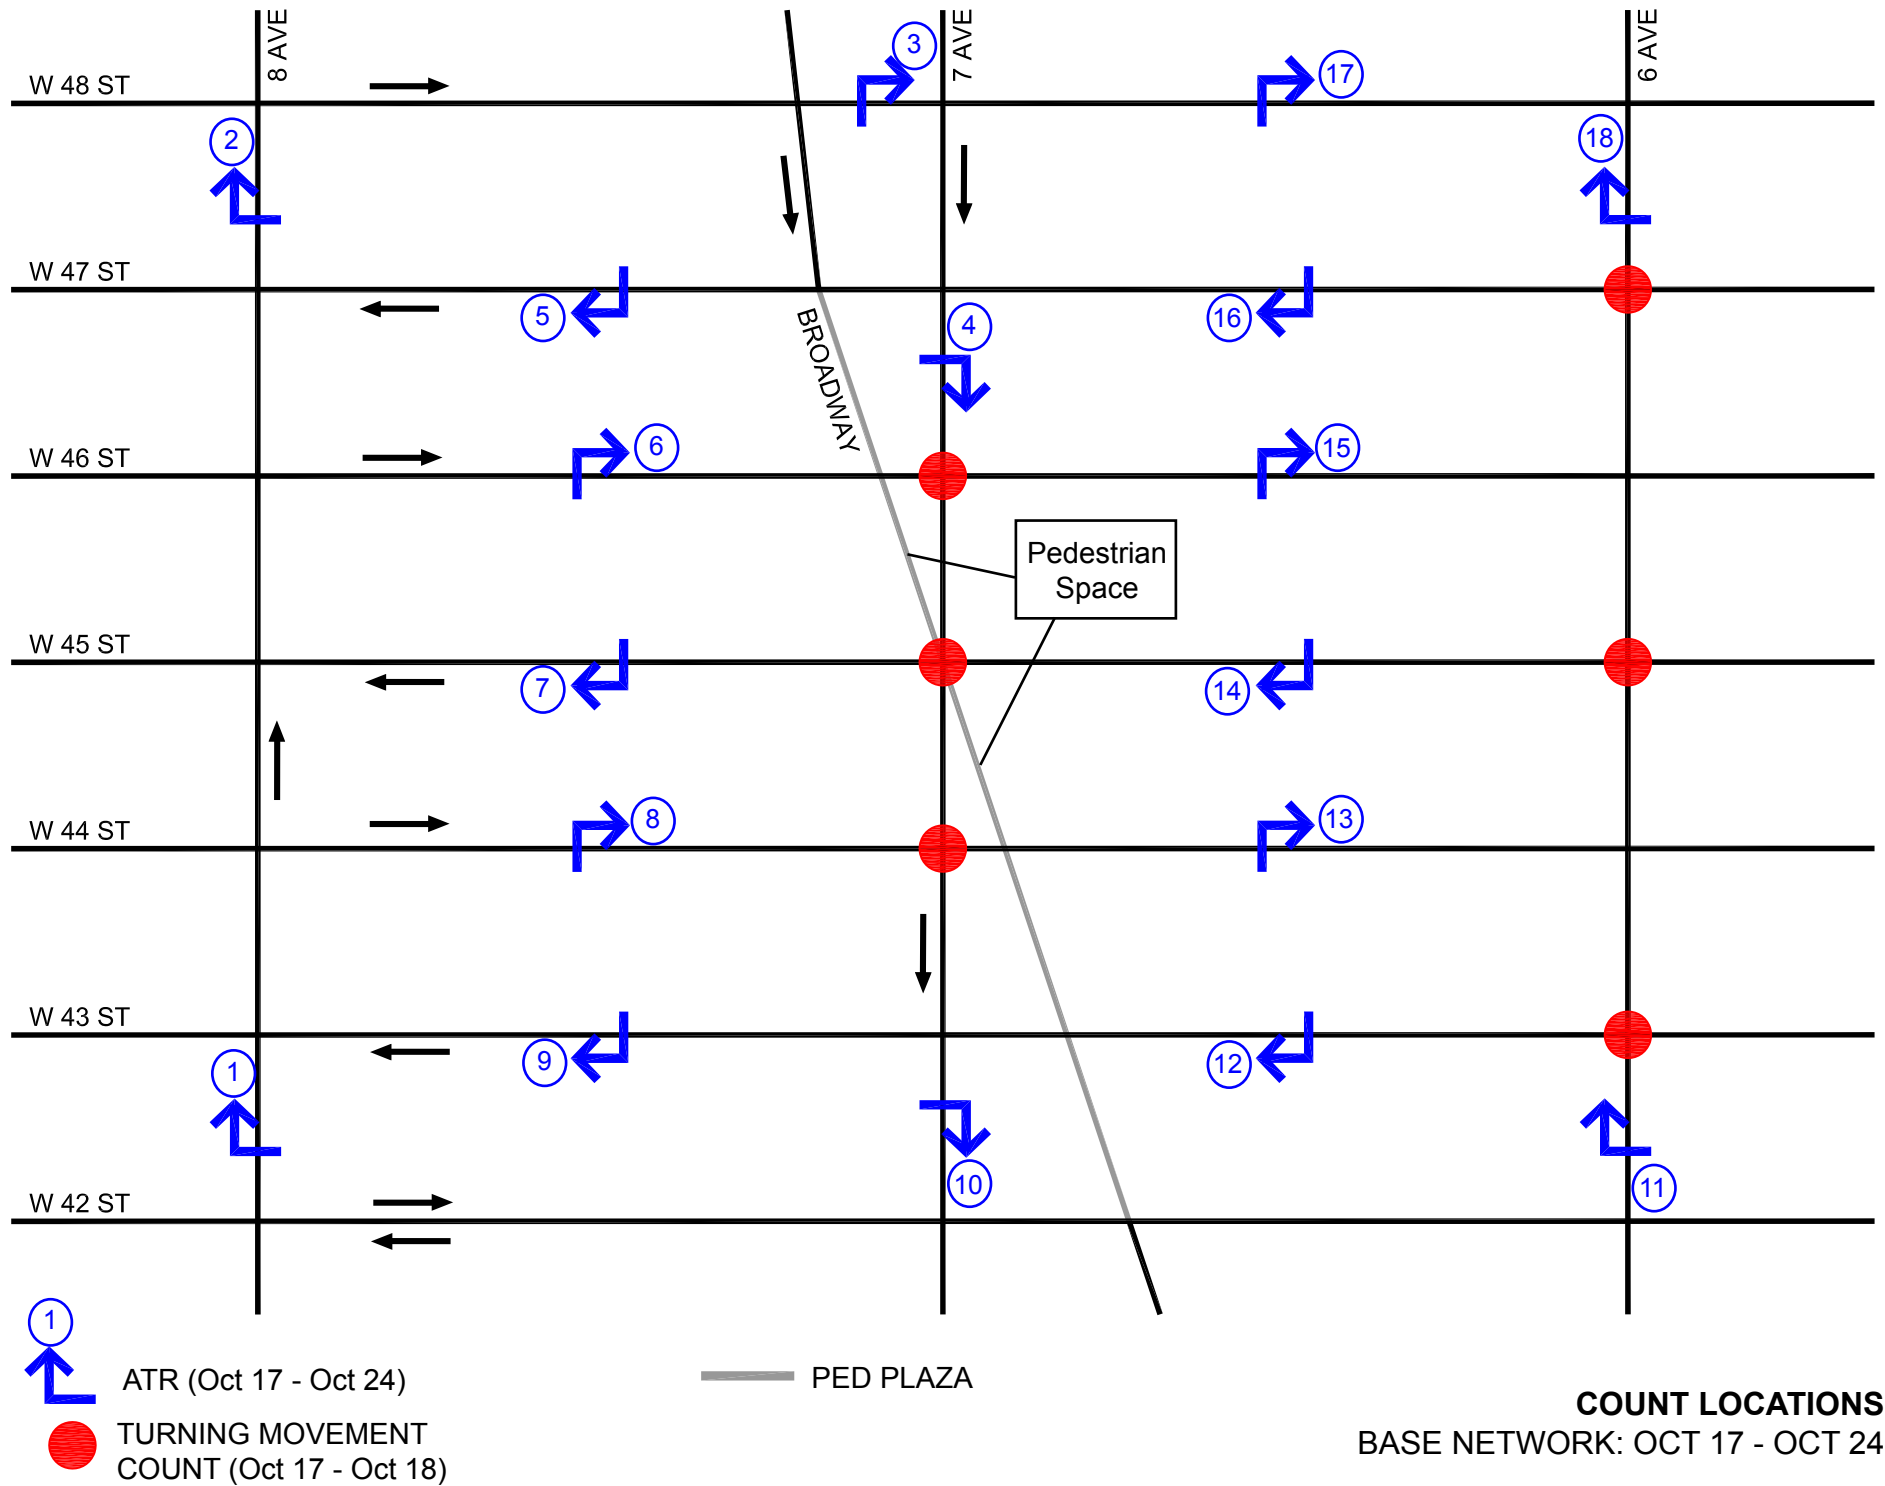 8 AVE
7 AVE
6 AVE
3
17
W 48 ST
2
18
W 47 ST
5
4
16
BROADWAY
W 46 ST
6
15
Pedestrian
Space
W 45 ST
7
14
W 44 ST
8
13
W 43 ST
9
12
1
10
11
W 42 ST
1
ATR (Oct 17 - Oct 24)
PED PLAZA
TURNING MOVEMENT
COUNT (Oct 17 - Oct 18)
COUNT LOCATIONS
BASE NETWORK: OCT 17 - OCT 24